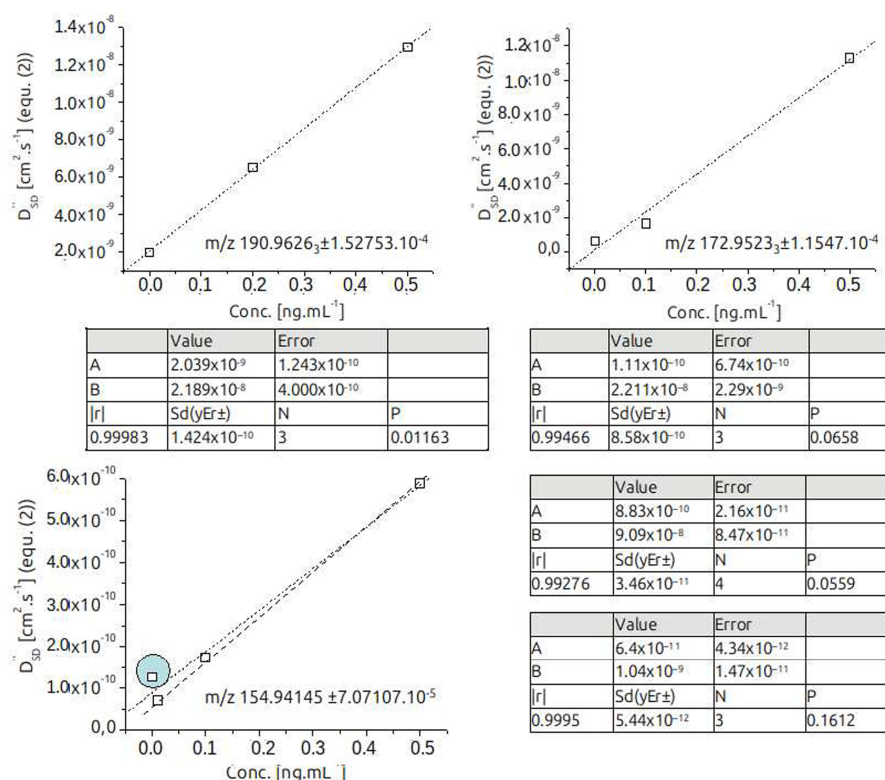 D''SD [cm².s⁻¹] (equ. (2))
1.4x10⁻⁸
1.2x10⁻⁸
1.0x10⁻⁸
8.0x10⁻⁹
6.0x10⁻⁹
4.0x10⁻⁹
2.0x10⁻⁹
m/z 190.9626₃±1.52753.10⁻⁴
0.0 0.1 0.2 0.3 0.4 0.5
Conc. [ng.mL⁻¹]
D''SD [cm².s⁻¹] (equ. (2))
1.2x10⁻⁸
1.0x10⁻⁸
8.0x10⁻⁹
6.0x10⁻⁹
4.0x10⁻⁹
2.0x10⁻⁹
0,0
m/z 172.9523₃±1.1547.10⁻⁴
0.0 0.1 0.2 0.3 0.4 0.5
Conc. [ng.mL⁻¹]
Value Error
A 2.039x10⁻⁹ 1.243x10⁻¹⁰
B 2.189x10⁻⁸ 4.000x10⁻¹⁰
|r| Sd(yEr±) N P
0.99983 1.424x10⁻¹⁰ 3 0.01163
Value Error
A 1.11x10⁻¹⁰ 6.74x10⁻¹⁰
B 2.211x10⁻⁸ 2.29x10⁻⁹
|r| Sd(yEr±) N P
0.99466 8.58x10⁻¹⁰ 3 0.0658
D''SD [cm².s⁻¹] (equ. (2))
6.0x10⁻¹⁰
5.0x10⁻¹⁰
4.0x10⁻¹⁰
3.0x10⁻¹⁰
2.0x10⁻¹⁰
1.0x10⁻¹⁰
0,0
m/z 154.94145 ±7.07107.10⁻⁵
0.0 0.1 0.2 0.3 0.4 0.5
Conc. [ng.mL⁻¹]
Value Error
A 8.83x10⁻¹⁰ 2.16x10⁻¹¹
B 9.09x10⁻⁸ 8.47x10⁻¹¹
|r| Sd(yEr±) N P
0.99276 3.46x10⁻¹¹ 4 0.0559
Value Error
A 6.4x10⁻¹¹ 4.34x10⁻¹²
B 1.04x10⁻⁹ 1.47x10⁻¹¹
|r| Sd(yEr±) N P
0.9995 5.44x10⁻¹² 3 0.1612